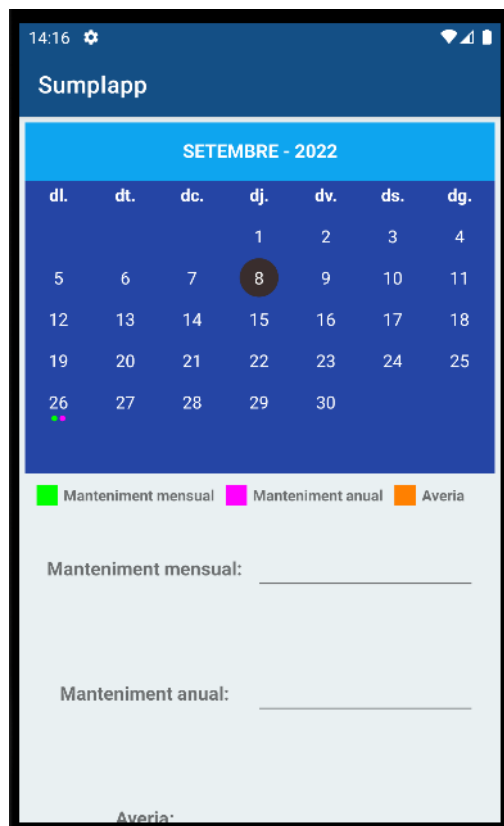 14:16
Sumplapp
SETEMBRE - 2022
dl. dt. dc. dj. dv. ds. dg.
1 2 3 4
5 6 7 8 9 10 11
12 13 14 15 16 17 18
19 20 21 22 23 24 25
26 27 28 29 30
Manteniment mensual Manteniment anual Averia
Manteniment mensual:
Manteniment anual:
Averia: